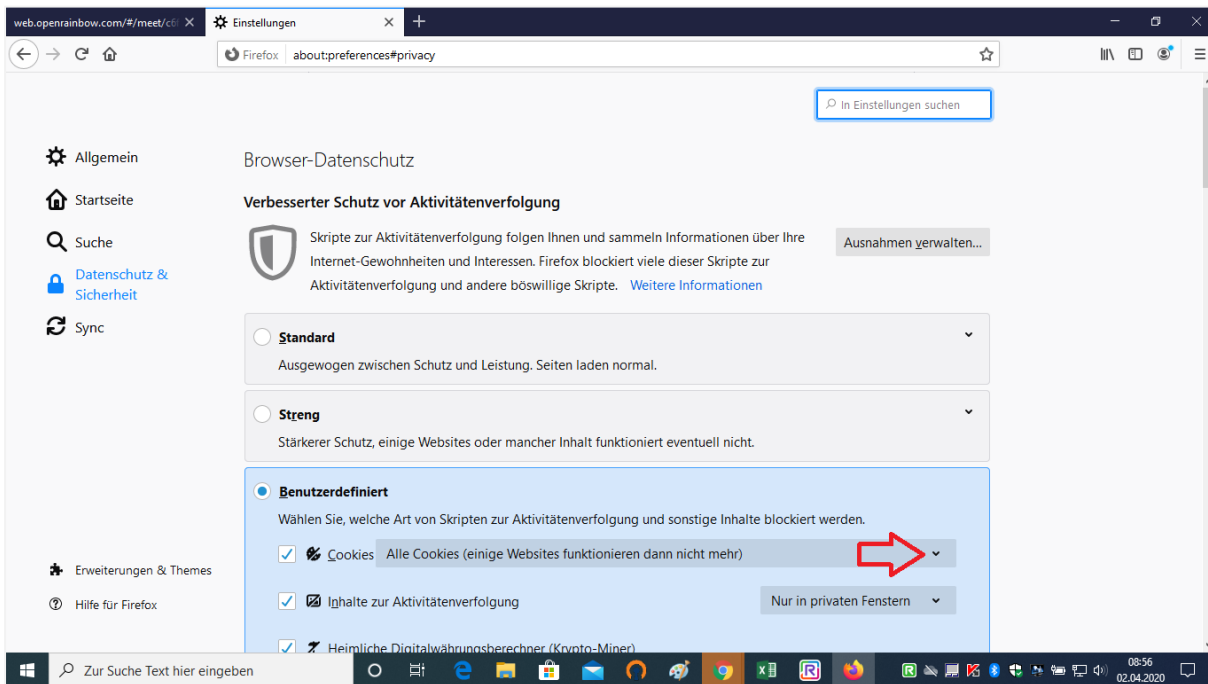 web.openrainbow.com/#/meet/c6f
Einstellungen
Firefox about:preferences#privacy
In Einstellungen suchen
Allgemein
Startseite
Suche
Datenschutz &
Sicherheit
Sync
Erweiterungen & Themes
Hilfe für Firefox
Browser-Datenschutz
Verbesserter Schutz vor Aktivitätenverfolgung
Skripte zur Aktivitätenverfolgung folgen Ihnen und sammeln Informationen über Ihre
Internet-Gewohnheiten und Interessen. Firefox blockiert viele dieser Skripte zur
Aktivitätenverfolgung und andere böswillige Skripte. Weitere Informationen
Ausnahmen verwalten...
Standard
Ausgewogen zwischen Schutz und Leistung. Seiten laden normal.
Streng
Stärkerer Schutz, einige Websites oder mancher Inhalt funktioniert eventuell nicht.
Benutzerdefiniert
Wählen Sie, welche Art von Skripten zur Aktivitätenverfolgung und sonstige Inhalte blockiert werden.
Cookies Alle Cookies (einige Websites funktionieren dann nicht mehr)
Inhalte zur Aktivitätenverfolgung Nur in privaten Fenstern
Heimliche Digitalwährungsberechner (Krypto-Miner)
Zur Suche Text hier eingeben
08:56
02.04.2020